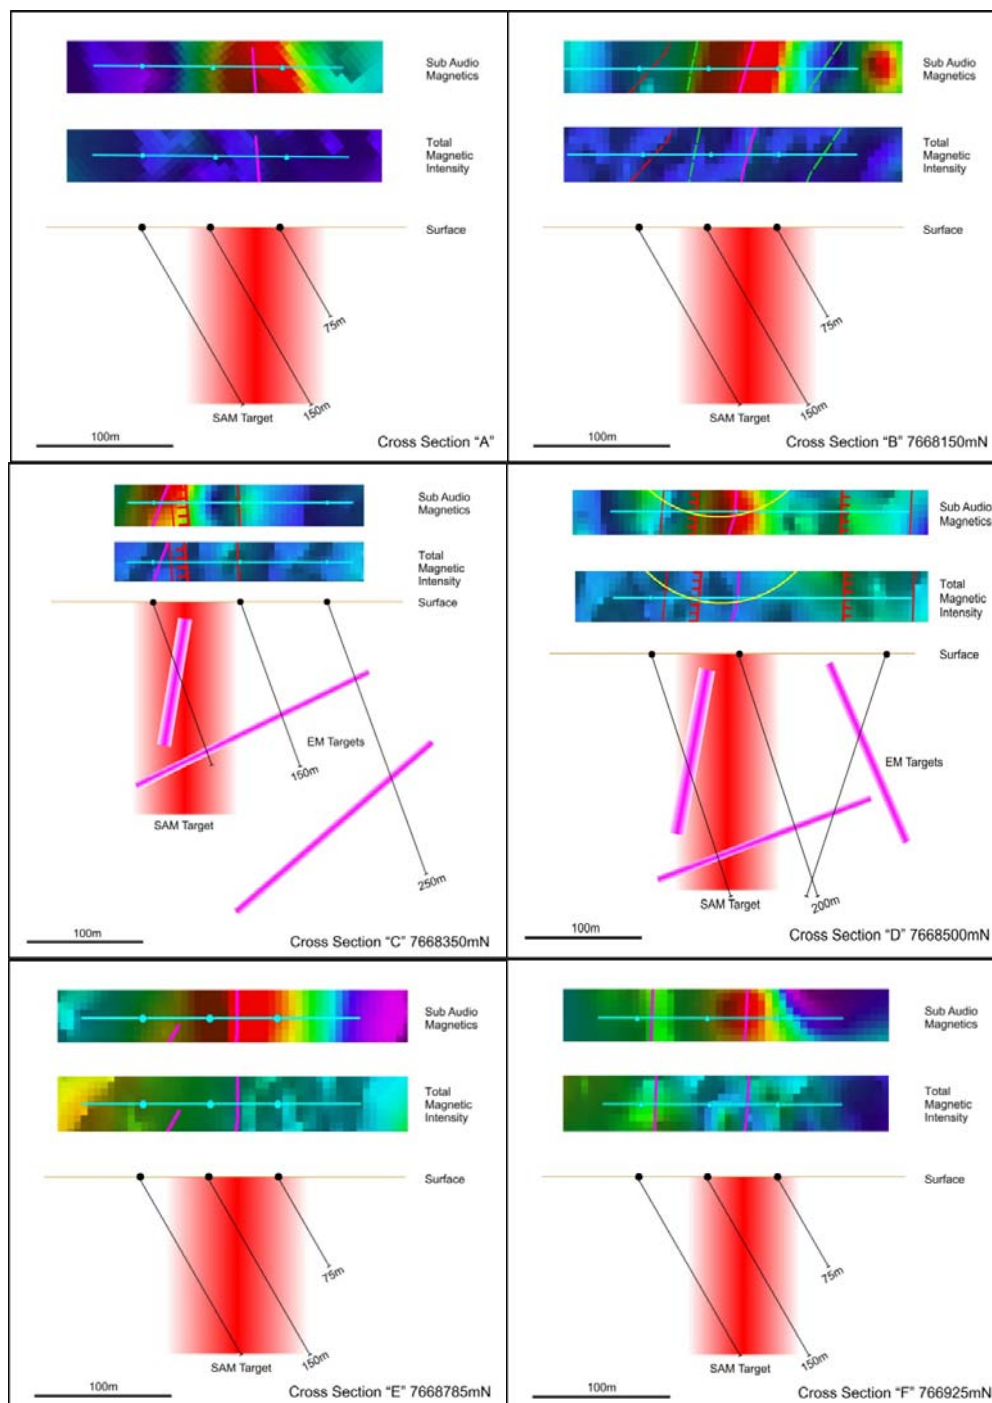 Sub Audio
Magnetics
Total
Magnetic
Intensity
Surface
75m
150m
SAM Target
100m
Cross Section "A"
Sub Audio
Magnetics
Total
Magnetic
Intensity
Surface
75m
150m
SAM Target
100m
Cross Section "B" 7668150mN
Sub Audio
Magnetics
Total
Magnetic
Intensity
Surface
EM Targets
150m
SAM Target
250m
100m
Cross Section "C" 7668350mN
Sub Audio
Magnetics
Total
Magnetic
Intensity
Surface
EM Targets
SAM Target
200m
100m
Cross Section "D" 7668500mN
Sub Audio
Magnetics
Total
Magnetic
Intensity
Surface
75m
150m
SAM Target
100m
Cross Section "E" 7668785mN
Sub Audio
Magnetics
Total
Magnetic
Intensity
Surface
75m
150m
SAM Target
100m
Cross Section "F" 766925mN